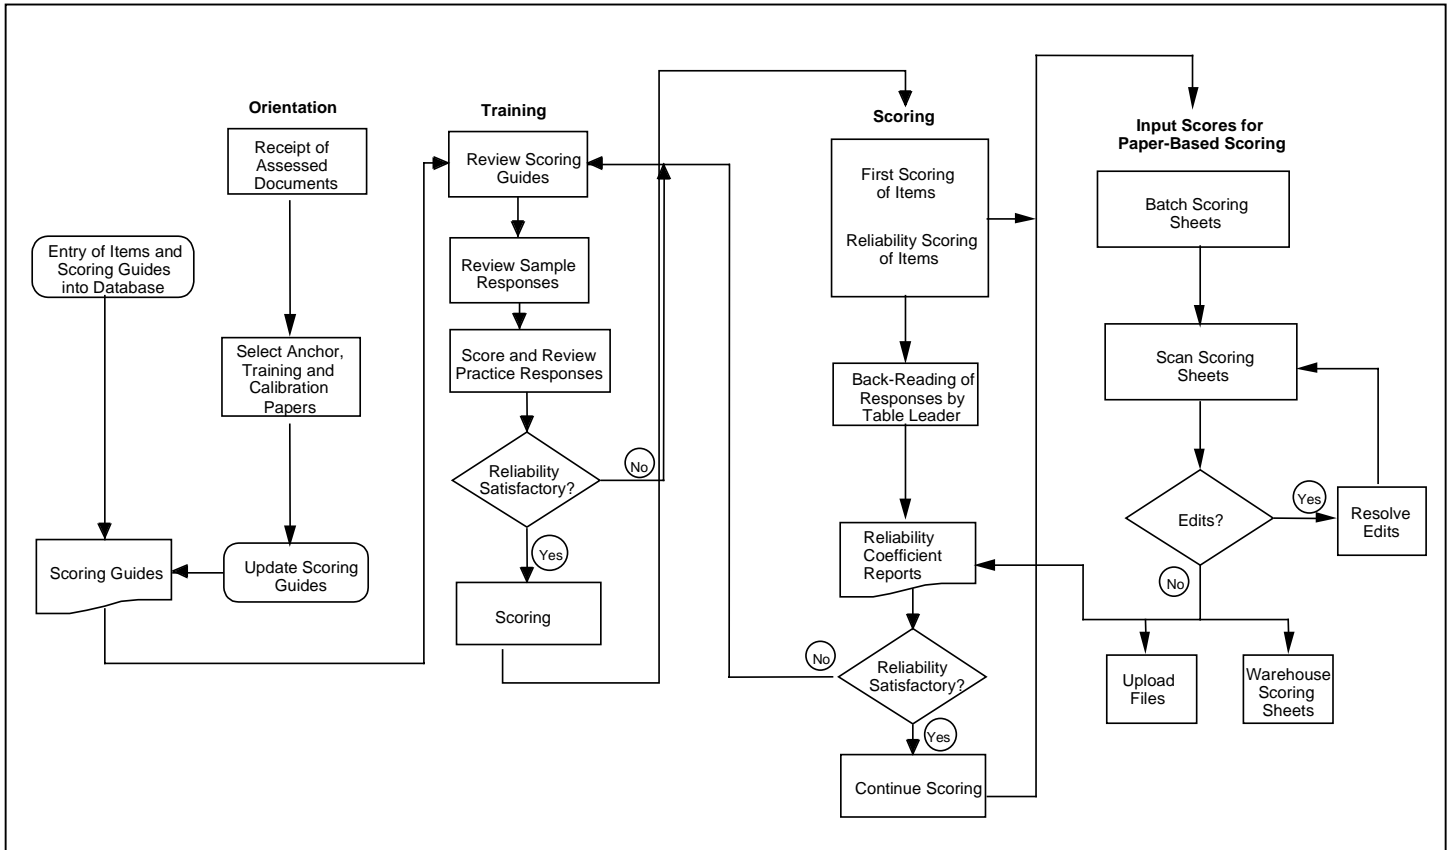 Orientation
Receipt of
Assessed
Documents
Entry of Items and
Scoring Guides
into Database
Select Anchor,
Training and
Calibration
Papers
Scoring Guides
Update Scoring
Guides
Training
Review Scoring
Guides
Review Sample
Responses
Score and Review
Practice Responses
Reliability
Satisfactory?
No
Yes
Scoring
Scoring
First Scoring
of Items
Reliability Scoring
of Items
Back-Reading of
Responses by
Table Leader
Reliability
Coefficient
Reports
No
Reliability
Satisfactory?
Yes
Continue Scoring
Input Scores for
Paper-Based Scoring
Batch Scoring
Sheets
Scan Scoring
Sheets
Edits?
Yes
Resolve
Edits
No
Upload
Files
Warehouse
Scoring
Sheets